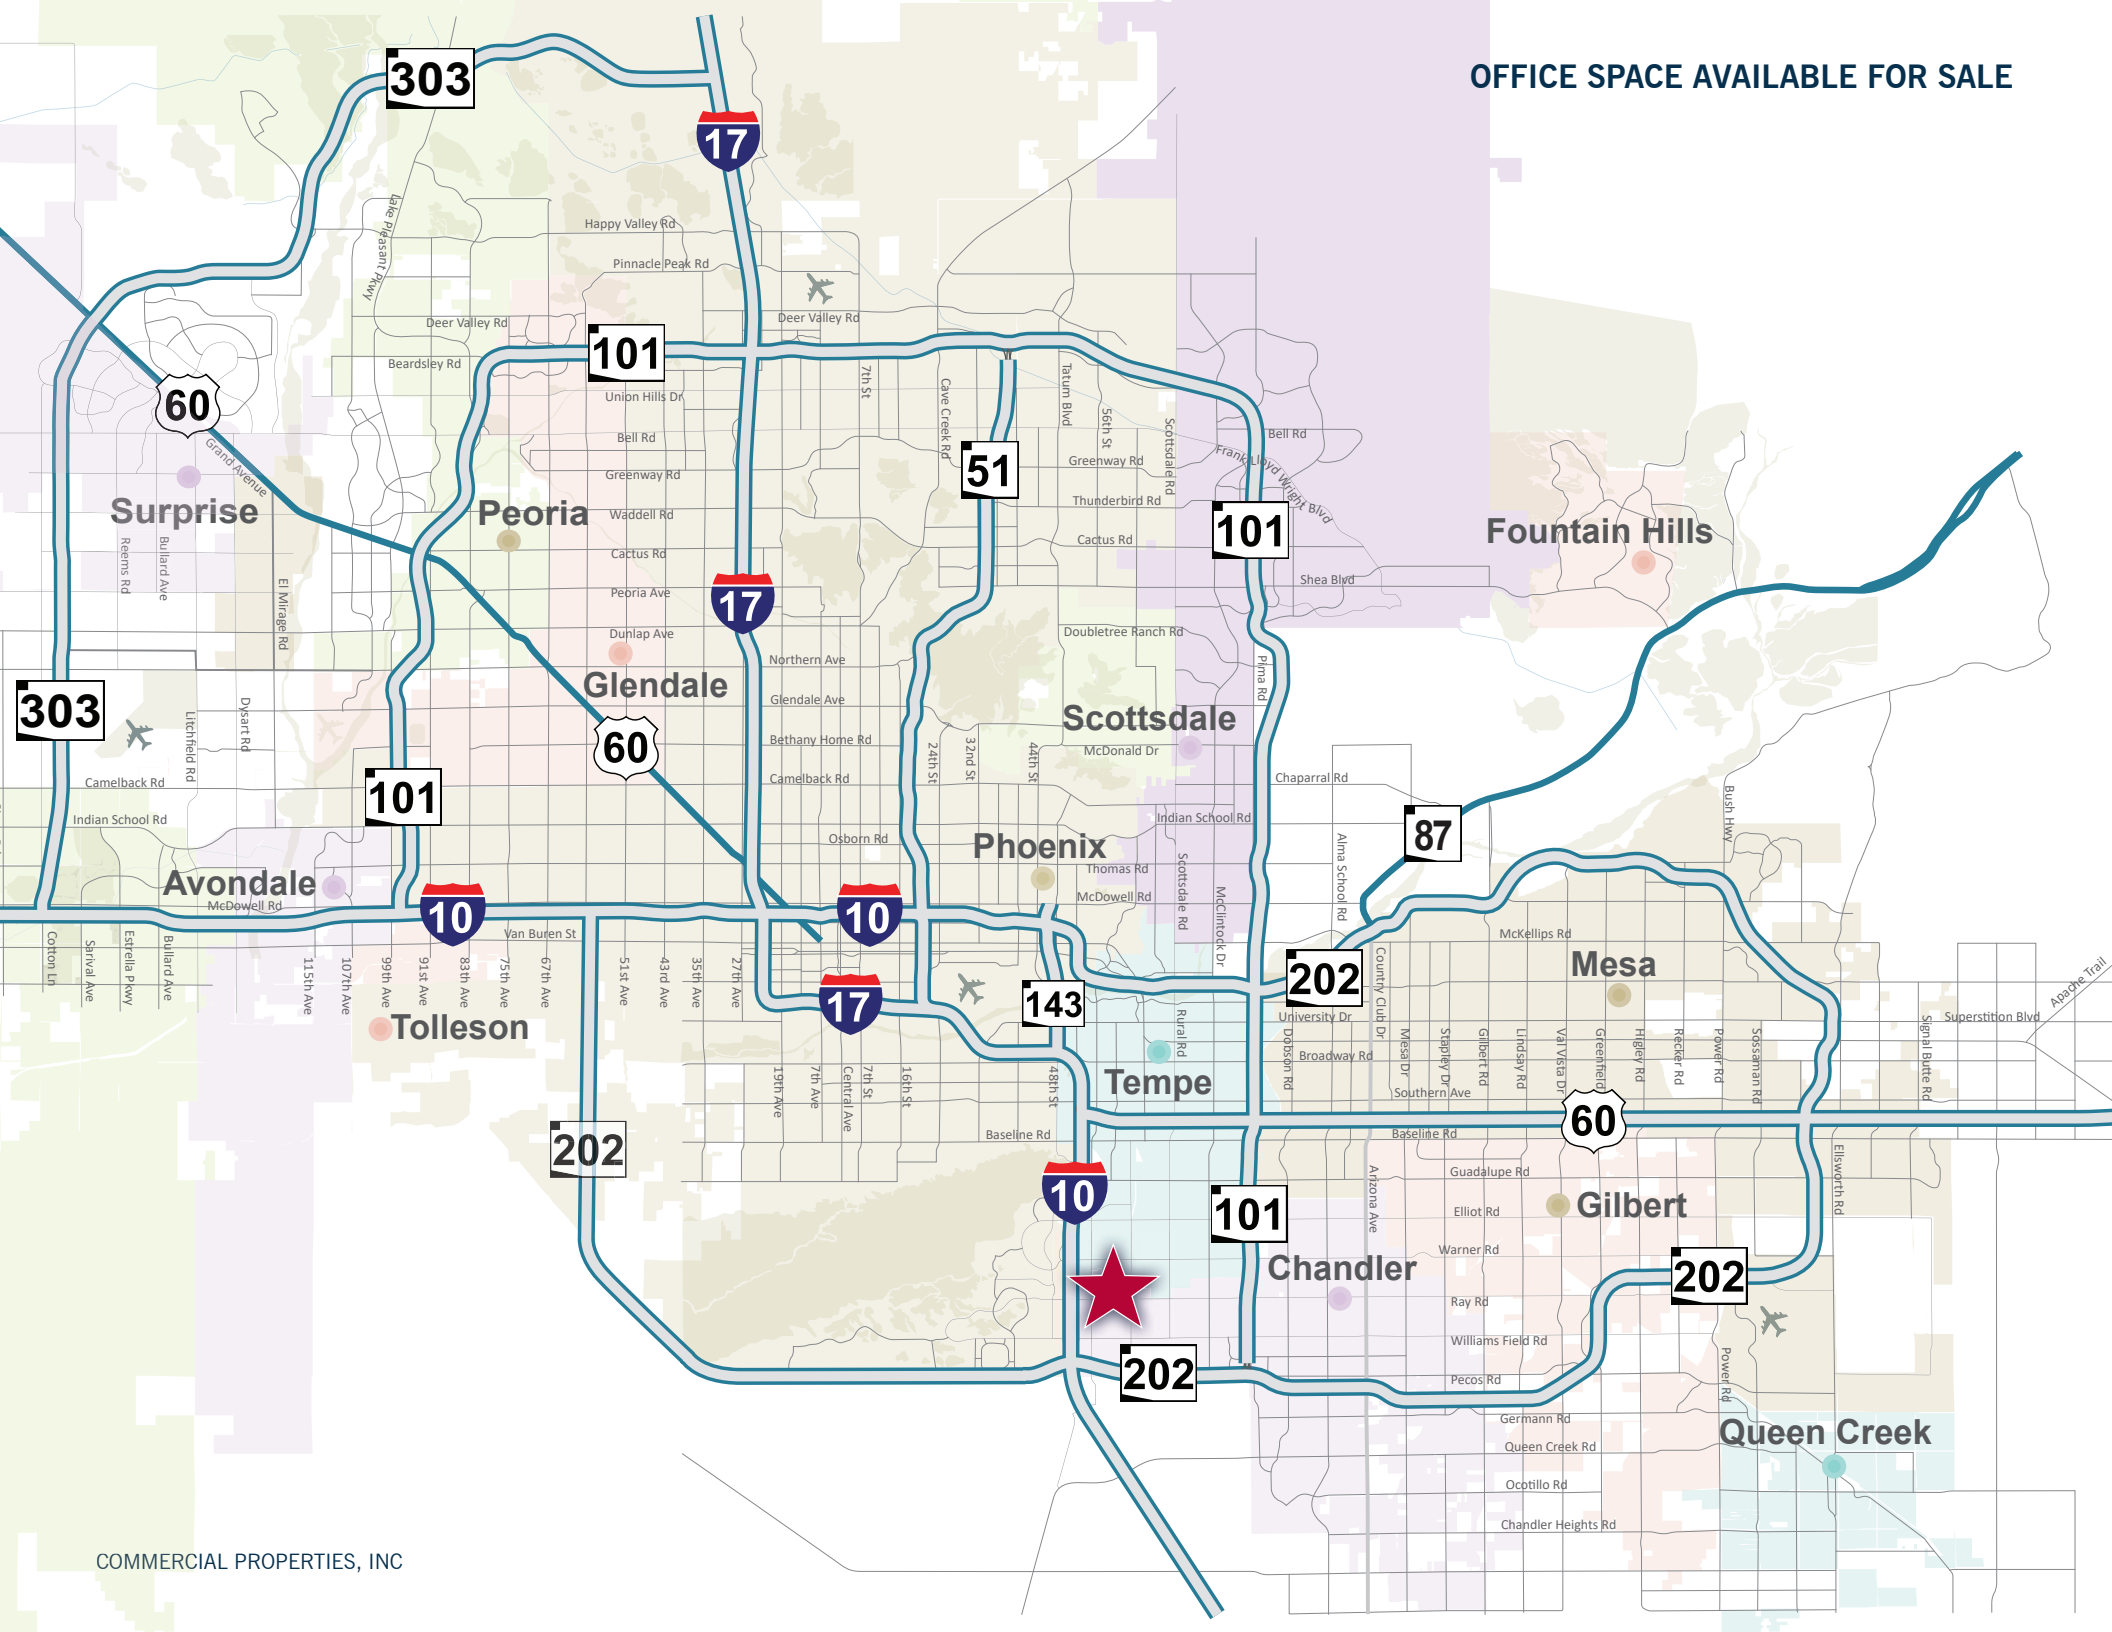 OFFICE SPACE AVAILABLE FOR SALE
303
17
Lake Pleasant Pkwy
Happy Valley Rd
Pinnacle Peak Rd
Deer Valley Rd
Deer Valley Rd
Beardsley Rd
101
Union Hills Dr
7th St
Cave Creek Rd
Tatum Blvd
56th St
Scottsdale Rd
60
Grand Avenue
Bell Rd
Bell Rd
Frank Lloyd Wright Blvd
Greenway Rd
Greenway Rd
51
Thunderbird Rd
Surprise
Peoria
Waddell Rd
101
Fountain Hills
Reems Rd
Bullard Ave
Cactus Rd
Cactus Rd
El Mirage Rd
Peoria Ave
17
Shea Blvd
Dunlap Ave
Doubletree Ranch Rd
Northern Ave
Pima Rd
Glendale
Glendale Ave
303
Litchfield Rd
Dysart Rd
Scottsdale
60
Bethany Home Rd
24th St
32nd St
44th St
McDonald Dr
Camelback Rd
101
Camelback Rd
Chaparral Rd
Bush Hwy
Indian School Rd
Indian School Rd
87
Osborn Rd
Phoenix
Alma School Rd
Thomas Rd
Scottsdale Rd
McClintock Dr
Avondale
McDowell Rd
McDowell Rd
10
10
Van Buren St
McKellips Rd
Cotton Ln
Sarival Ave
Estrella Pkwy
Bullard Ave
115th Ave
107th Ave
99th Ave
91st Ave
83th Ave
75th Ave
67th Ave
51st Ave
43rd Ave
35th Ave
27th Ave
202
Country Club Dr
Mesa
Apache Trail
17
143
University Dr
Superstition Blvd
Tolleson
Rural Rd
Dobson Rd
Broadway Rd
Mesa Dr
Stapley Dr
Gilbert Rd
Lindsay Rd
Val Vista Dr
Greenfield
Higley Rd
Recker Rd
Power Rd
Sossaman Rd
Signal Butte Rd
19th Ave
7th Ave
Central Ave
7th St
16th St
48th St
Tempe
Southern Ave
60
202
Baseline Rd
Baseline Rd
Ellsworth Rd
10
Arizona Ave
Guadalupe Rd
101
Elliot Rd
Gilbert
Warner Rd
Chandler
202
Ray Rd
Williams Field Rd
Power Rd
202
Pecos Rd
Germann Rd
Queen Creek
Queen Creek Rd
Ocotillo Rd
Chandler Heights Rd
COMMERCIAL PROPERTIES, INC